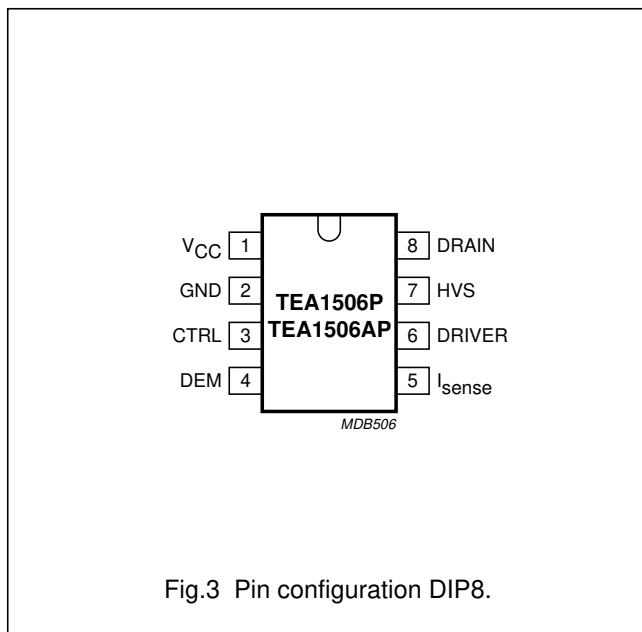 VCC 1 8 DRAIN
GND 2 7 HVS
TEA1506P
CTRL 3 TEA1506AP 6 DRIVER
DEM 4 5 Isense
MDB506
Fig.3 Pin configuration DIP8.